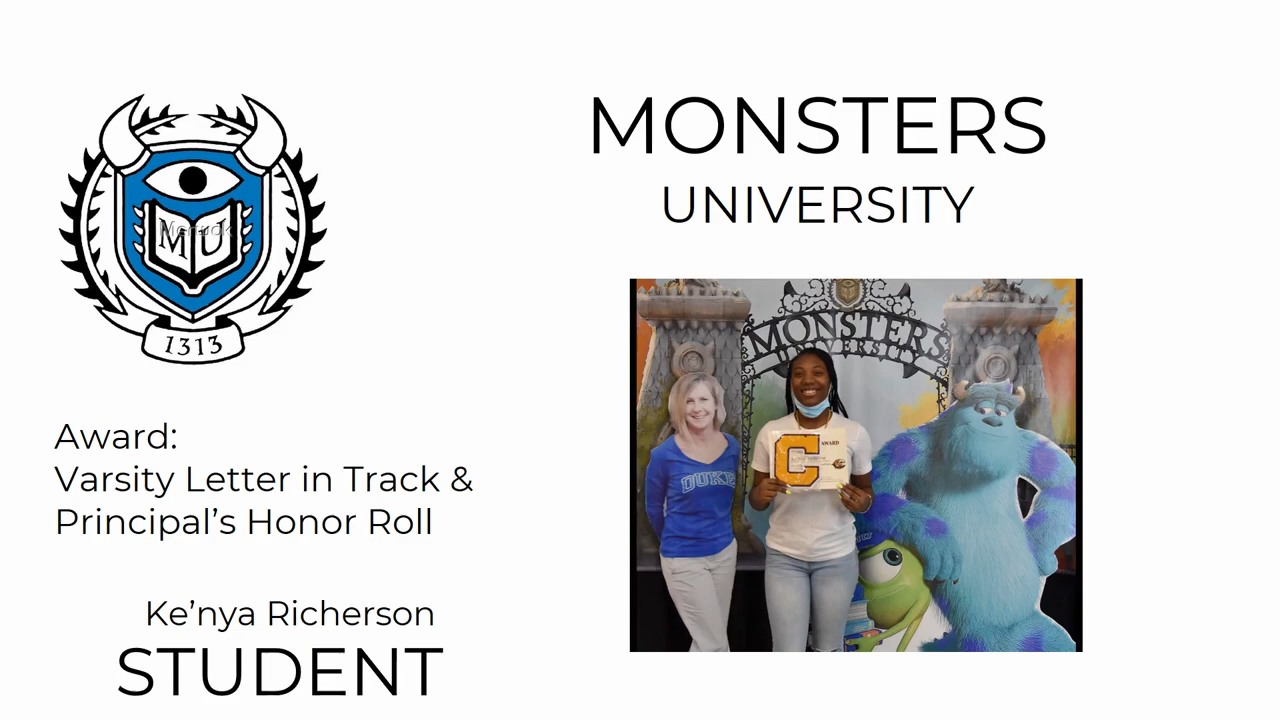 MONSTERS
UNIVERSITY
MU
1313
Award:
Varsity Letter in Track &
Principal’s Honor Roll
Ke’nya Richerson
STUDENT
MONSTERS
UNIVERSITY
DUKE
C
AWARD